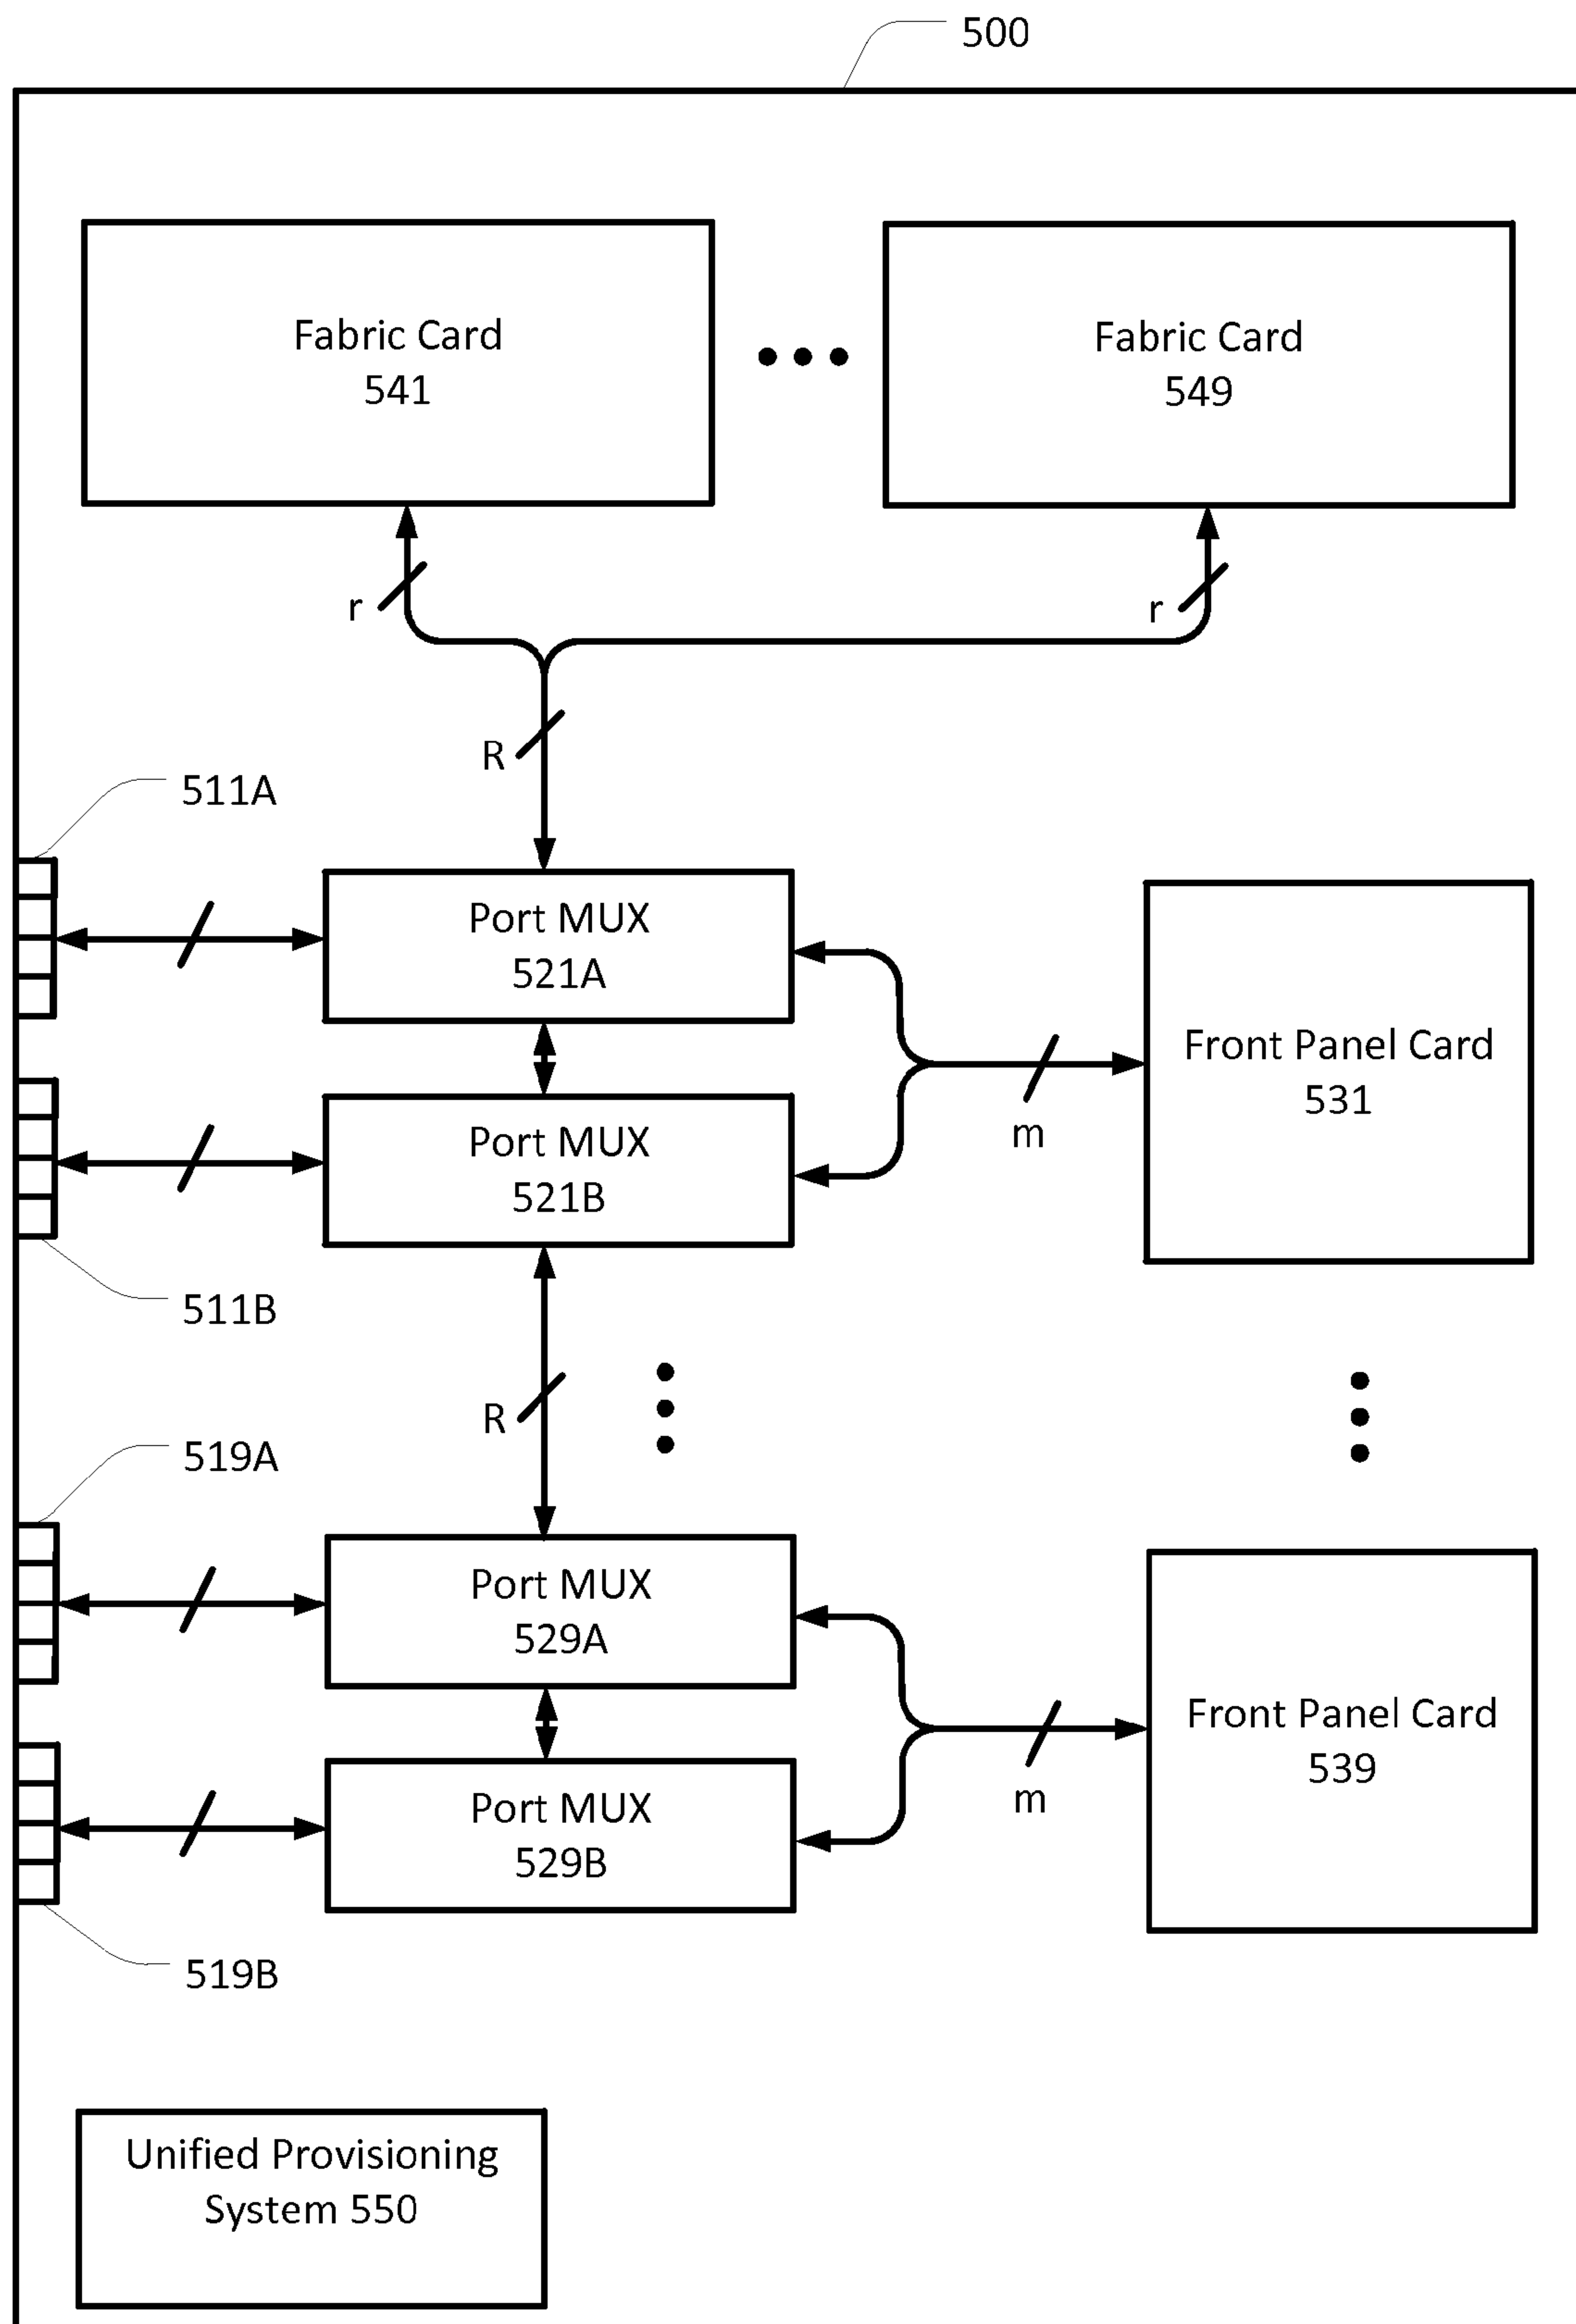 500
Fabric Card
541
Fabric Card
549
r
r
R
511A
Port MUX
521A
Front Panel Card
531
m
Port MUX
521B
511B
R
519A
Port MUX
529A
Front Panel Card
539
m
Port MUX
529B
519B
Unified Provisioning
System 550